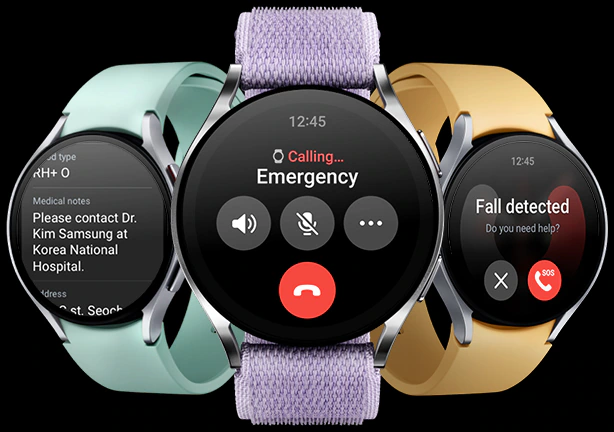 RH+ O
Medical notes
Please contact Dr.
Kim Samsung at
Korea National
Hospital.
12:45
Calling...
Emergency
12:45
Fall detected
Do you need help?
SOS